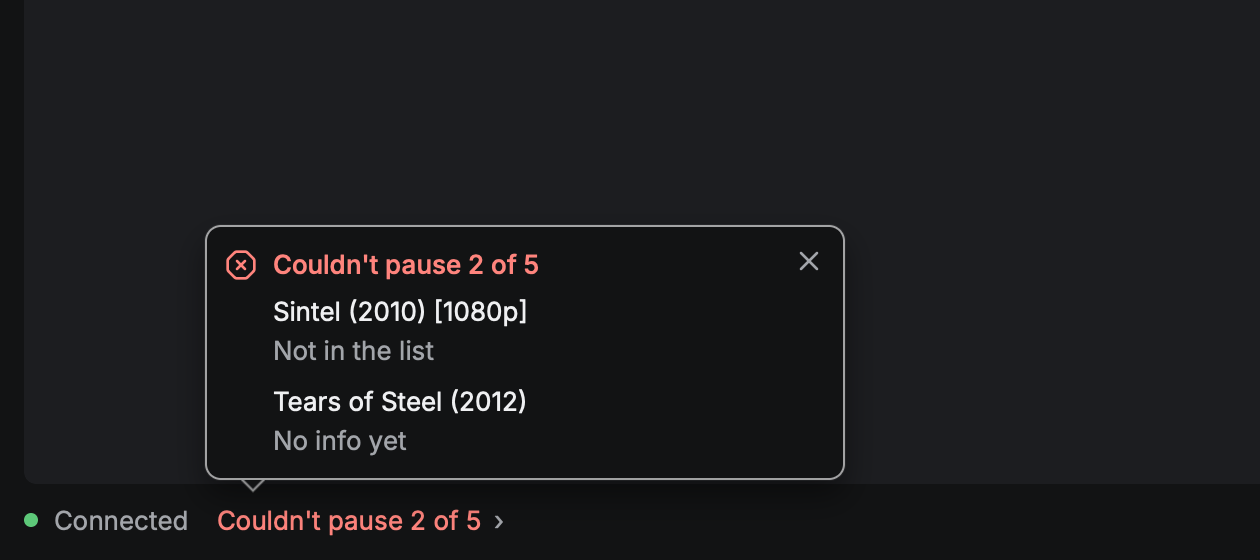 Couldn't pause 2 of 5
Sintel (2010) [1080p]
Not in the list
Tears of Steel (2012)
No info yet
Connected Couldn't pause 2 of 5 ›